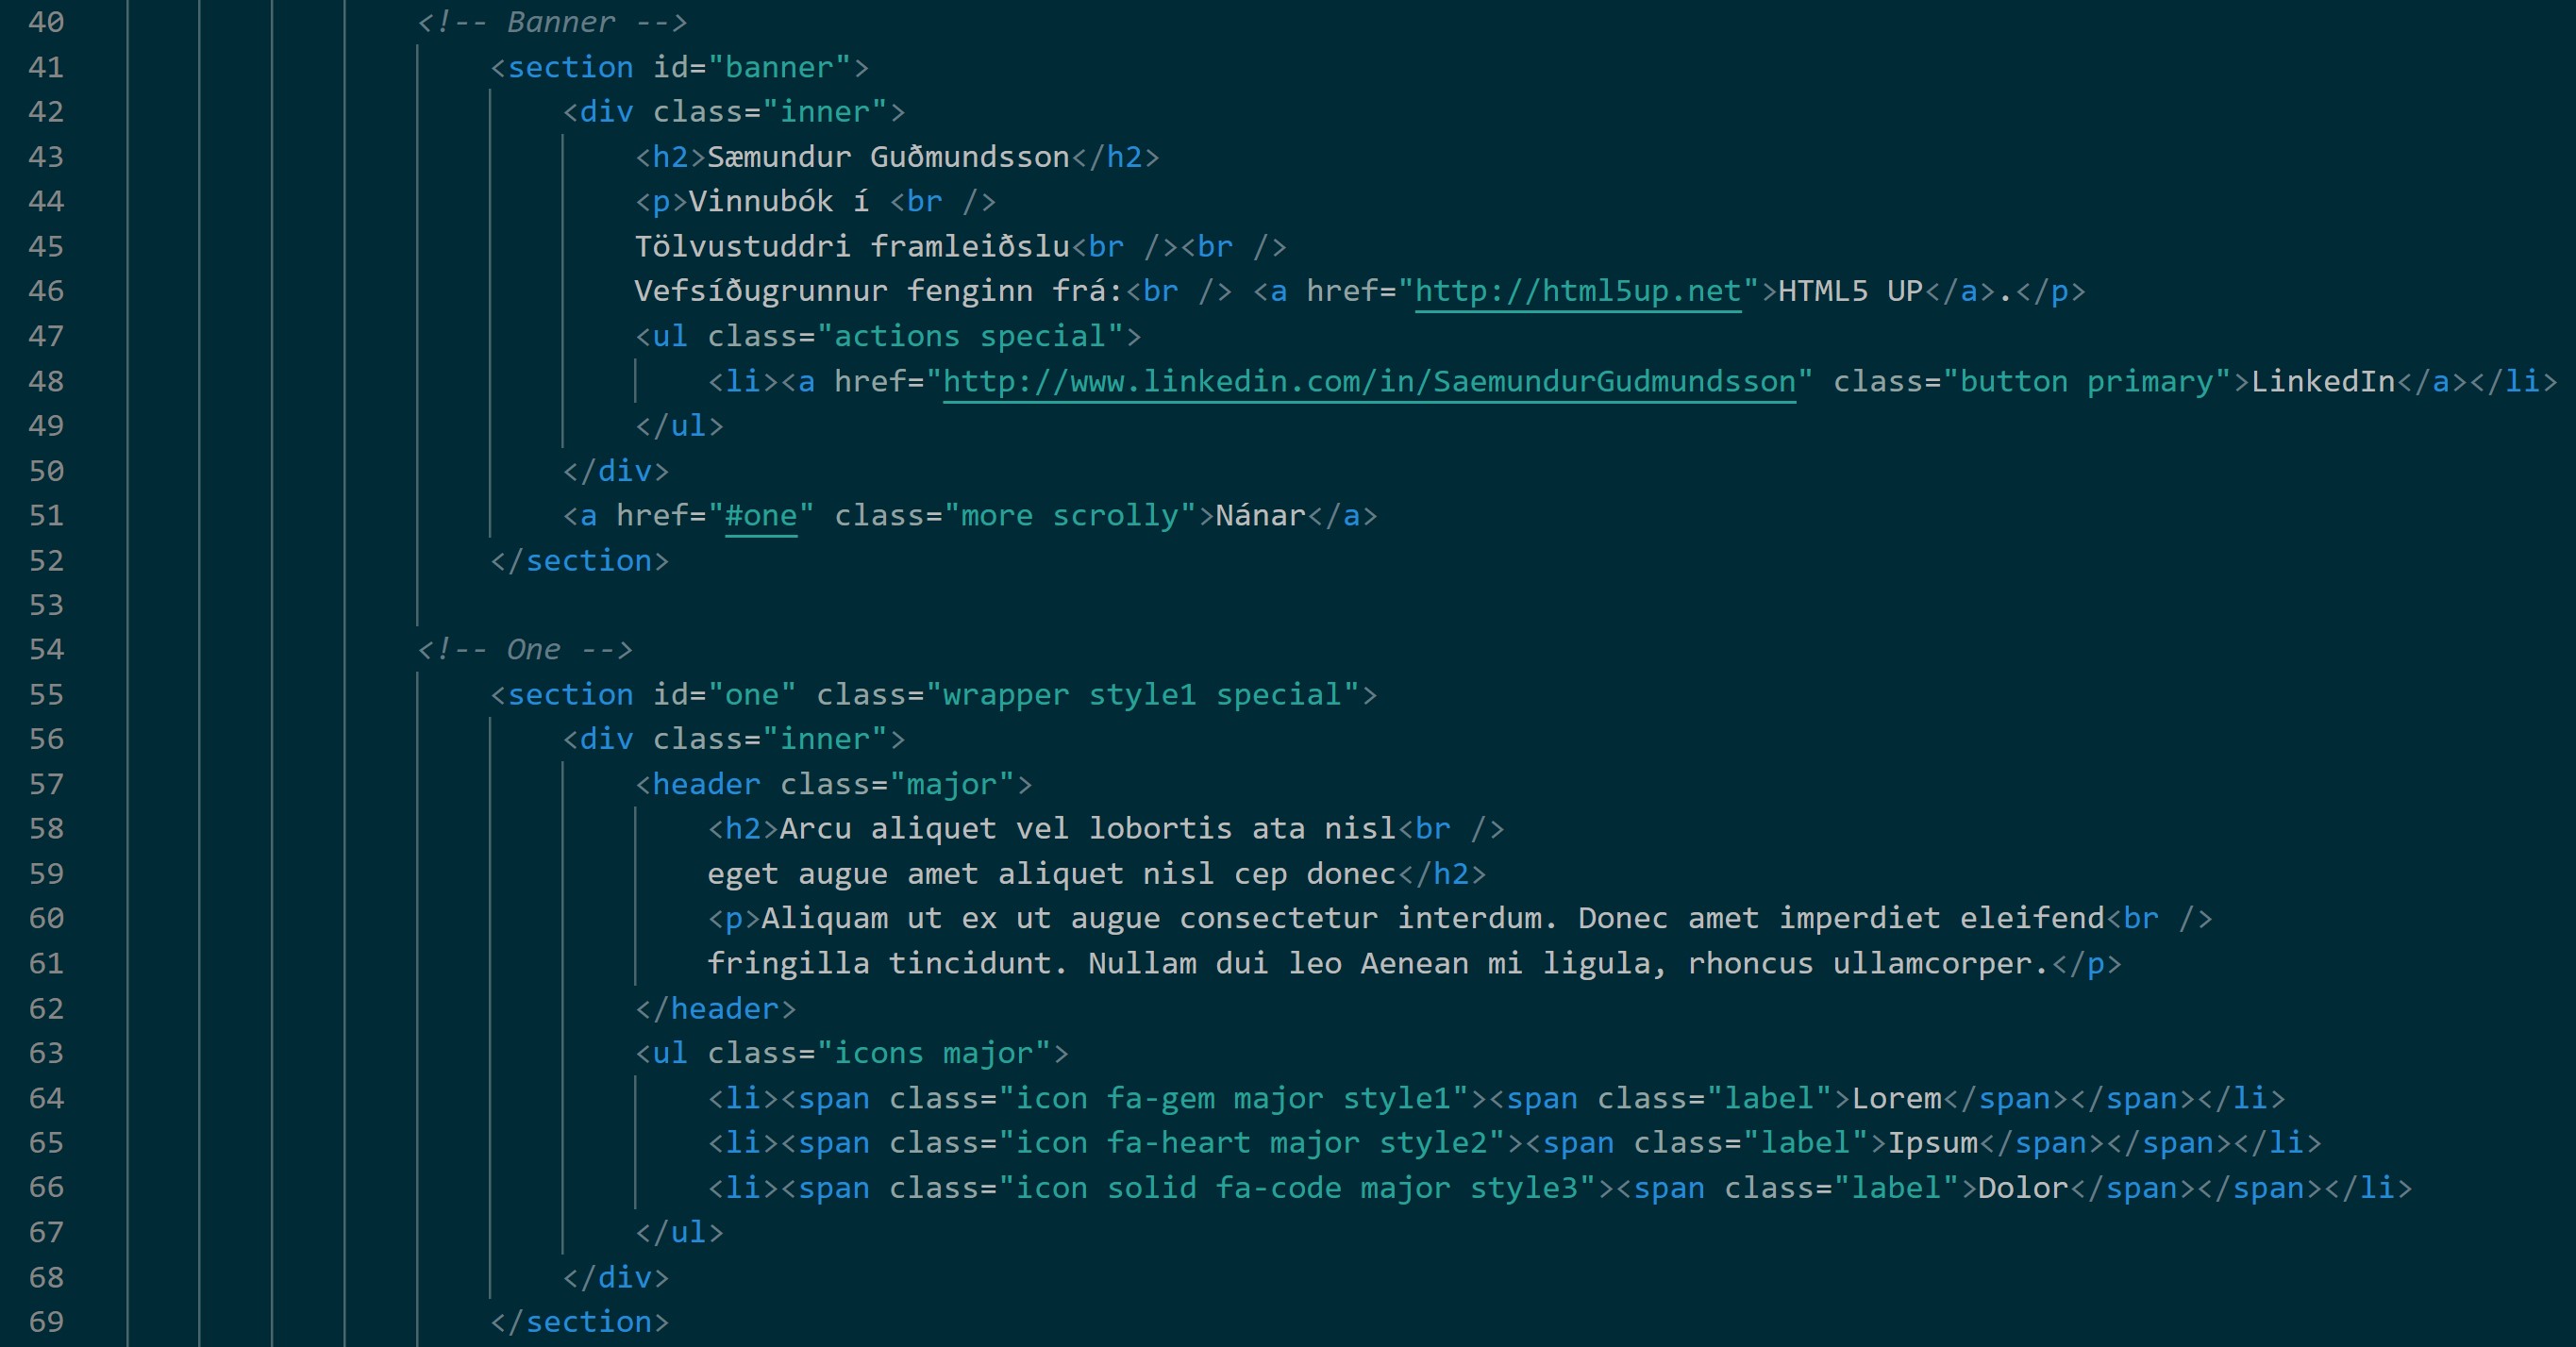 40 <!-- Banner -->
41 <section id="banner">
42 <div class="inner">
43 <h2>Sæmundur Guðmundsson</h2>
44 <p>Vinnubók í <br />
45 Tölvustuddri framleiðslu<br /><br />
46 Vefsíðugrunnur fenginn frá:<br /> <a href="http://html5up.net">HTML5 UP</a>.</p>
47 <ul class="actions special">
48 <li><a href="http://www.linkedin.com/in/SaemundurGudmundsson" class="button primary">LinkedIn</a></li>
49 </ul>
50 </div>
51 <a href="#one" class="more scrolly">Nánar</a>
52 </section>
53
54 <!-- One -->
55 <section id="one" class="wrapper style1 special">
56 <div class="inner">
57 <header class="major">
58 <h2>Arcu aliquet vel lobortis ata nisl<br />
59 eget augue amet aliquet nisl cep donec</h2>
60 <p>Aliquam ut ex ut augue consectetur interdum. Donec amet imperdiet eleifend<br />
61 fringilla tincidunt. Nullam dui leo Aenean mi ligula, rhoncus ullamcorper.</p>
62 </header>
63 <ul class="icons major">
64 <li><span class="icon fa-gem major style1"><span class="label">Lorem</span></span></li>
65 <li><span class="icon fa-heart major style2"><span class="label">Ipsum</span></span></li>
66 <li><span class="icon solid fa-code major style3"><span class="label">Dolor</span></span></li>
67 </ul>
68 </div>
69 </section>